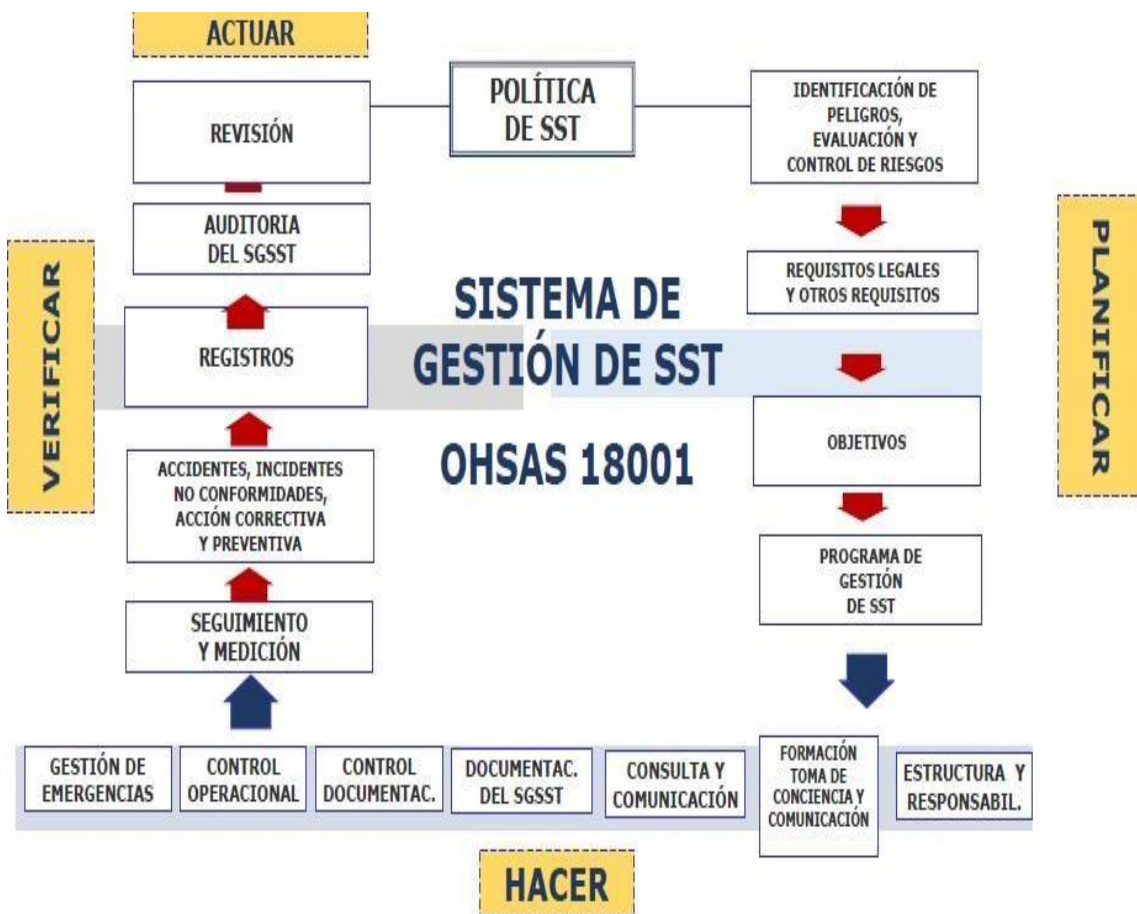 ACTUAR
REVISIÓN
POLÍTICA
DE SST
IDENTIFICACIÓN DE
PELIGROS,
EVALUACIÓN Y
CONTROL DE RIESGOS
AUDITORIA
DEL SGSST
REQUISITOS LEGALES
Y OTROS REQUISITOS
VERIFICAR
REGISTROS
SISTEMA DE
GESTIÓN DE SST
OHSAS 18001
OBJETIVOS
PLANIFICAR
ACCIDENTES, INCIDENTES
NO CONFORMIDADES,
ACCIÓN CORRECTIVA
Y PREVENTIVA
PROGRAMA DE
GESTIÓN
DE SST
SEGUIMIENTO
Y MEDICIÓN
GESTIÓN DE
EMERGENCIAS
CONTROL
OPERACIONAL
CONTROL
DOCUMENTAC.
DOCUMENTAC.
DEL SGSST
CONSULTA Y
COMUNICACIÓN
FORMACIÓN
TOMA DE
CONCIENCIA Y
COMUNICACIÓN
ESTRUCTURA Y
RESPONSABIL.
HACER